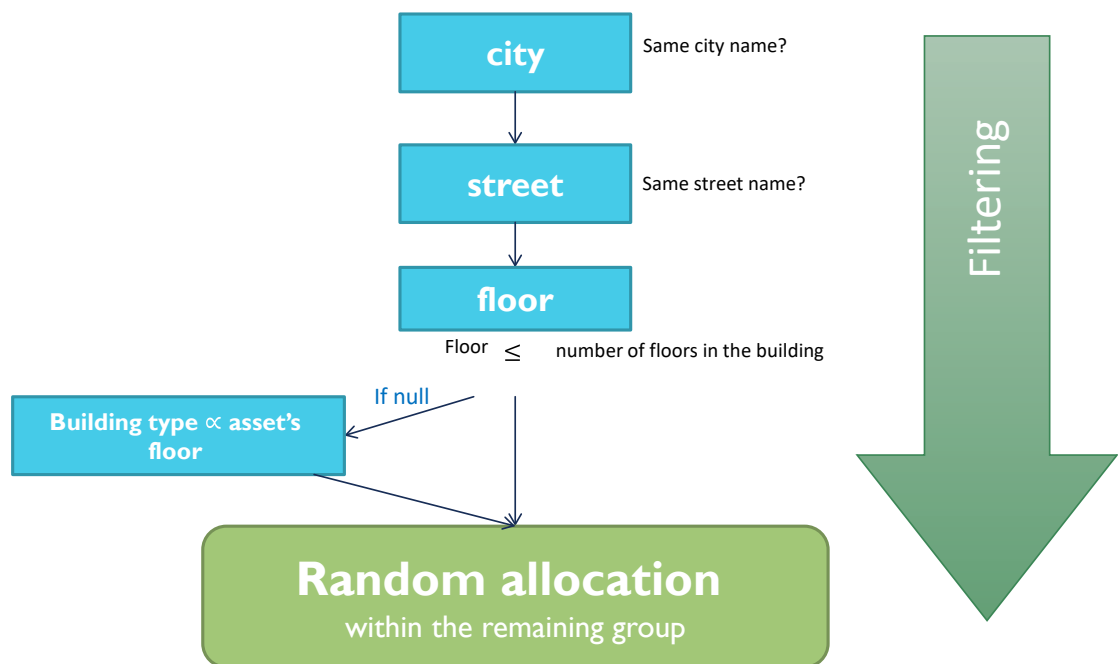 city
Same city name?
street
Same street name?
floor
Floor ≤ number of floors in the building
If null
Building type ∝ asset's
floor
Random allocation
within the remaining group
Filtering